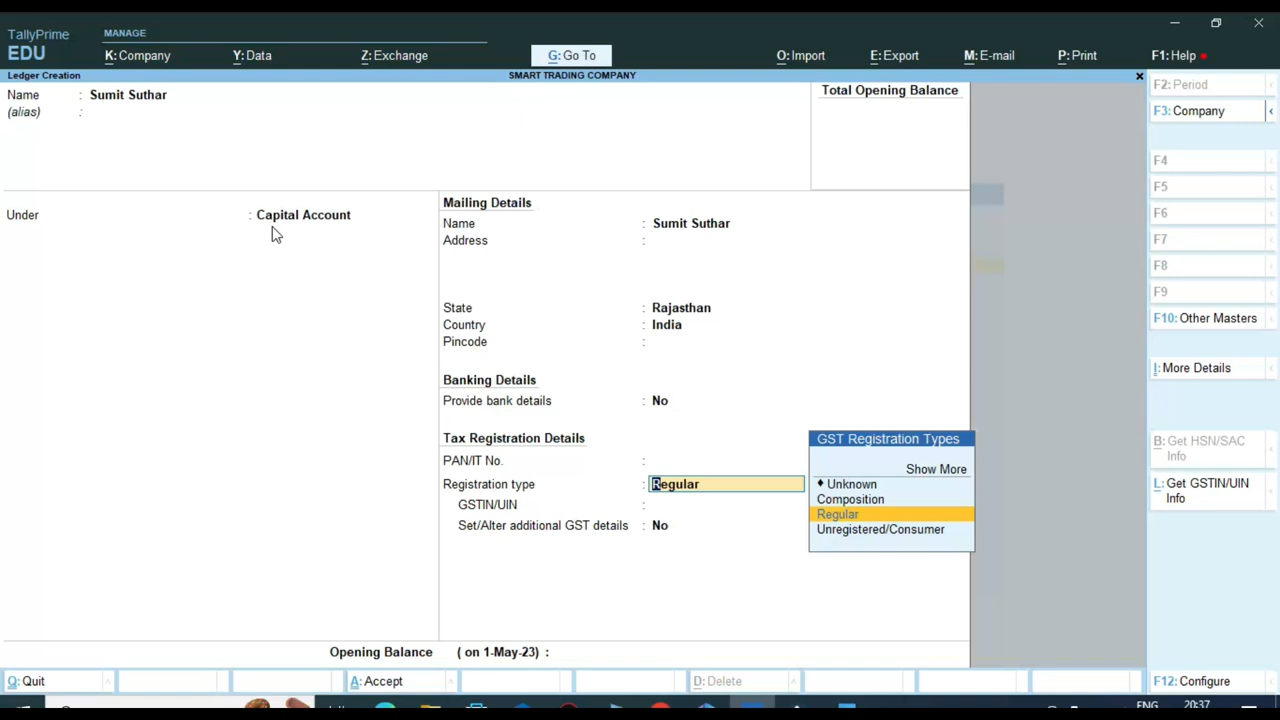 TallyPrime
EDU
MANAGE
K: Company
Y: Data
Z: Exchange
G: Go To
O: Import
E: Export
M: E-mail
P: Print
F1: Help
Ledger Creation
SMART TRADING COMPANY
Name : Sumit Suthar
(alias) :
Total Opening Balance
Under : Capital Account
Mailing Details
Name : Sumit Suthar
Address :
State : Rajasthan
Country : India
Pincode :
Banking Details
Provide bank details : No
Tax Registration Details
PAN/IT No. :
Registration type : Regular
GSTIN/UIN :
Set/Alter additional GST details : No
GST Registration Types
Show More
♦ Unknown
Composition
Regular
Unregistered/Consumer
Opening Balance ( on 1-May-23) :
F2: Period
F3: Company
F4
F5
F6
F7
F8
F9
F10: Other Masters
I: More Details
B: Get HSN/SAC
Info
L: Get GSTIN/UIN
Info
Q: Quit
A: Accept
D: Delete
F12: Configure
ENG
20:37